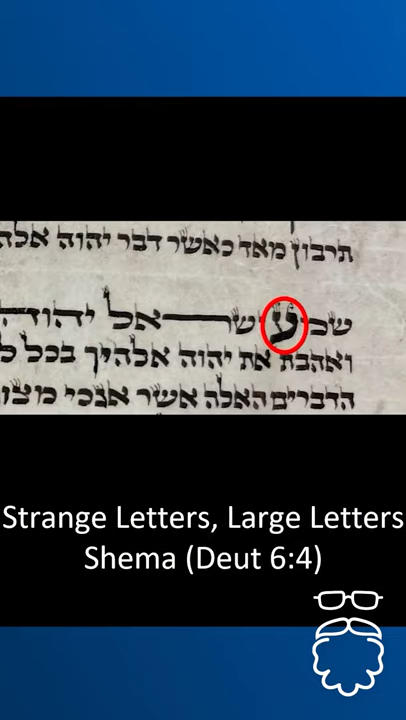 תרבון מאד כאשר דבר יהוה אלה
שמע ישראל יהוה
ואהבת את יהוה אלהיך בכל ל
הדברים האלה אשר אנכי מצו
Strange Letters, Large Letters
Shema (Deut 6:4)